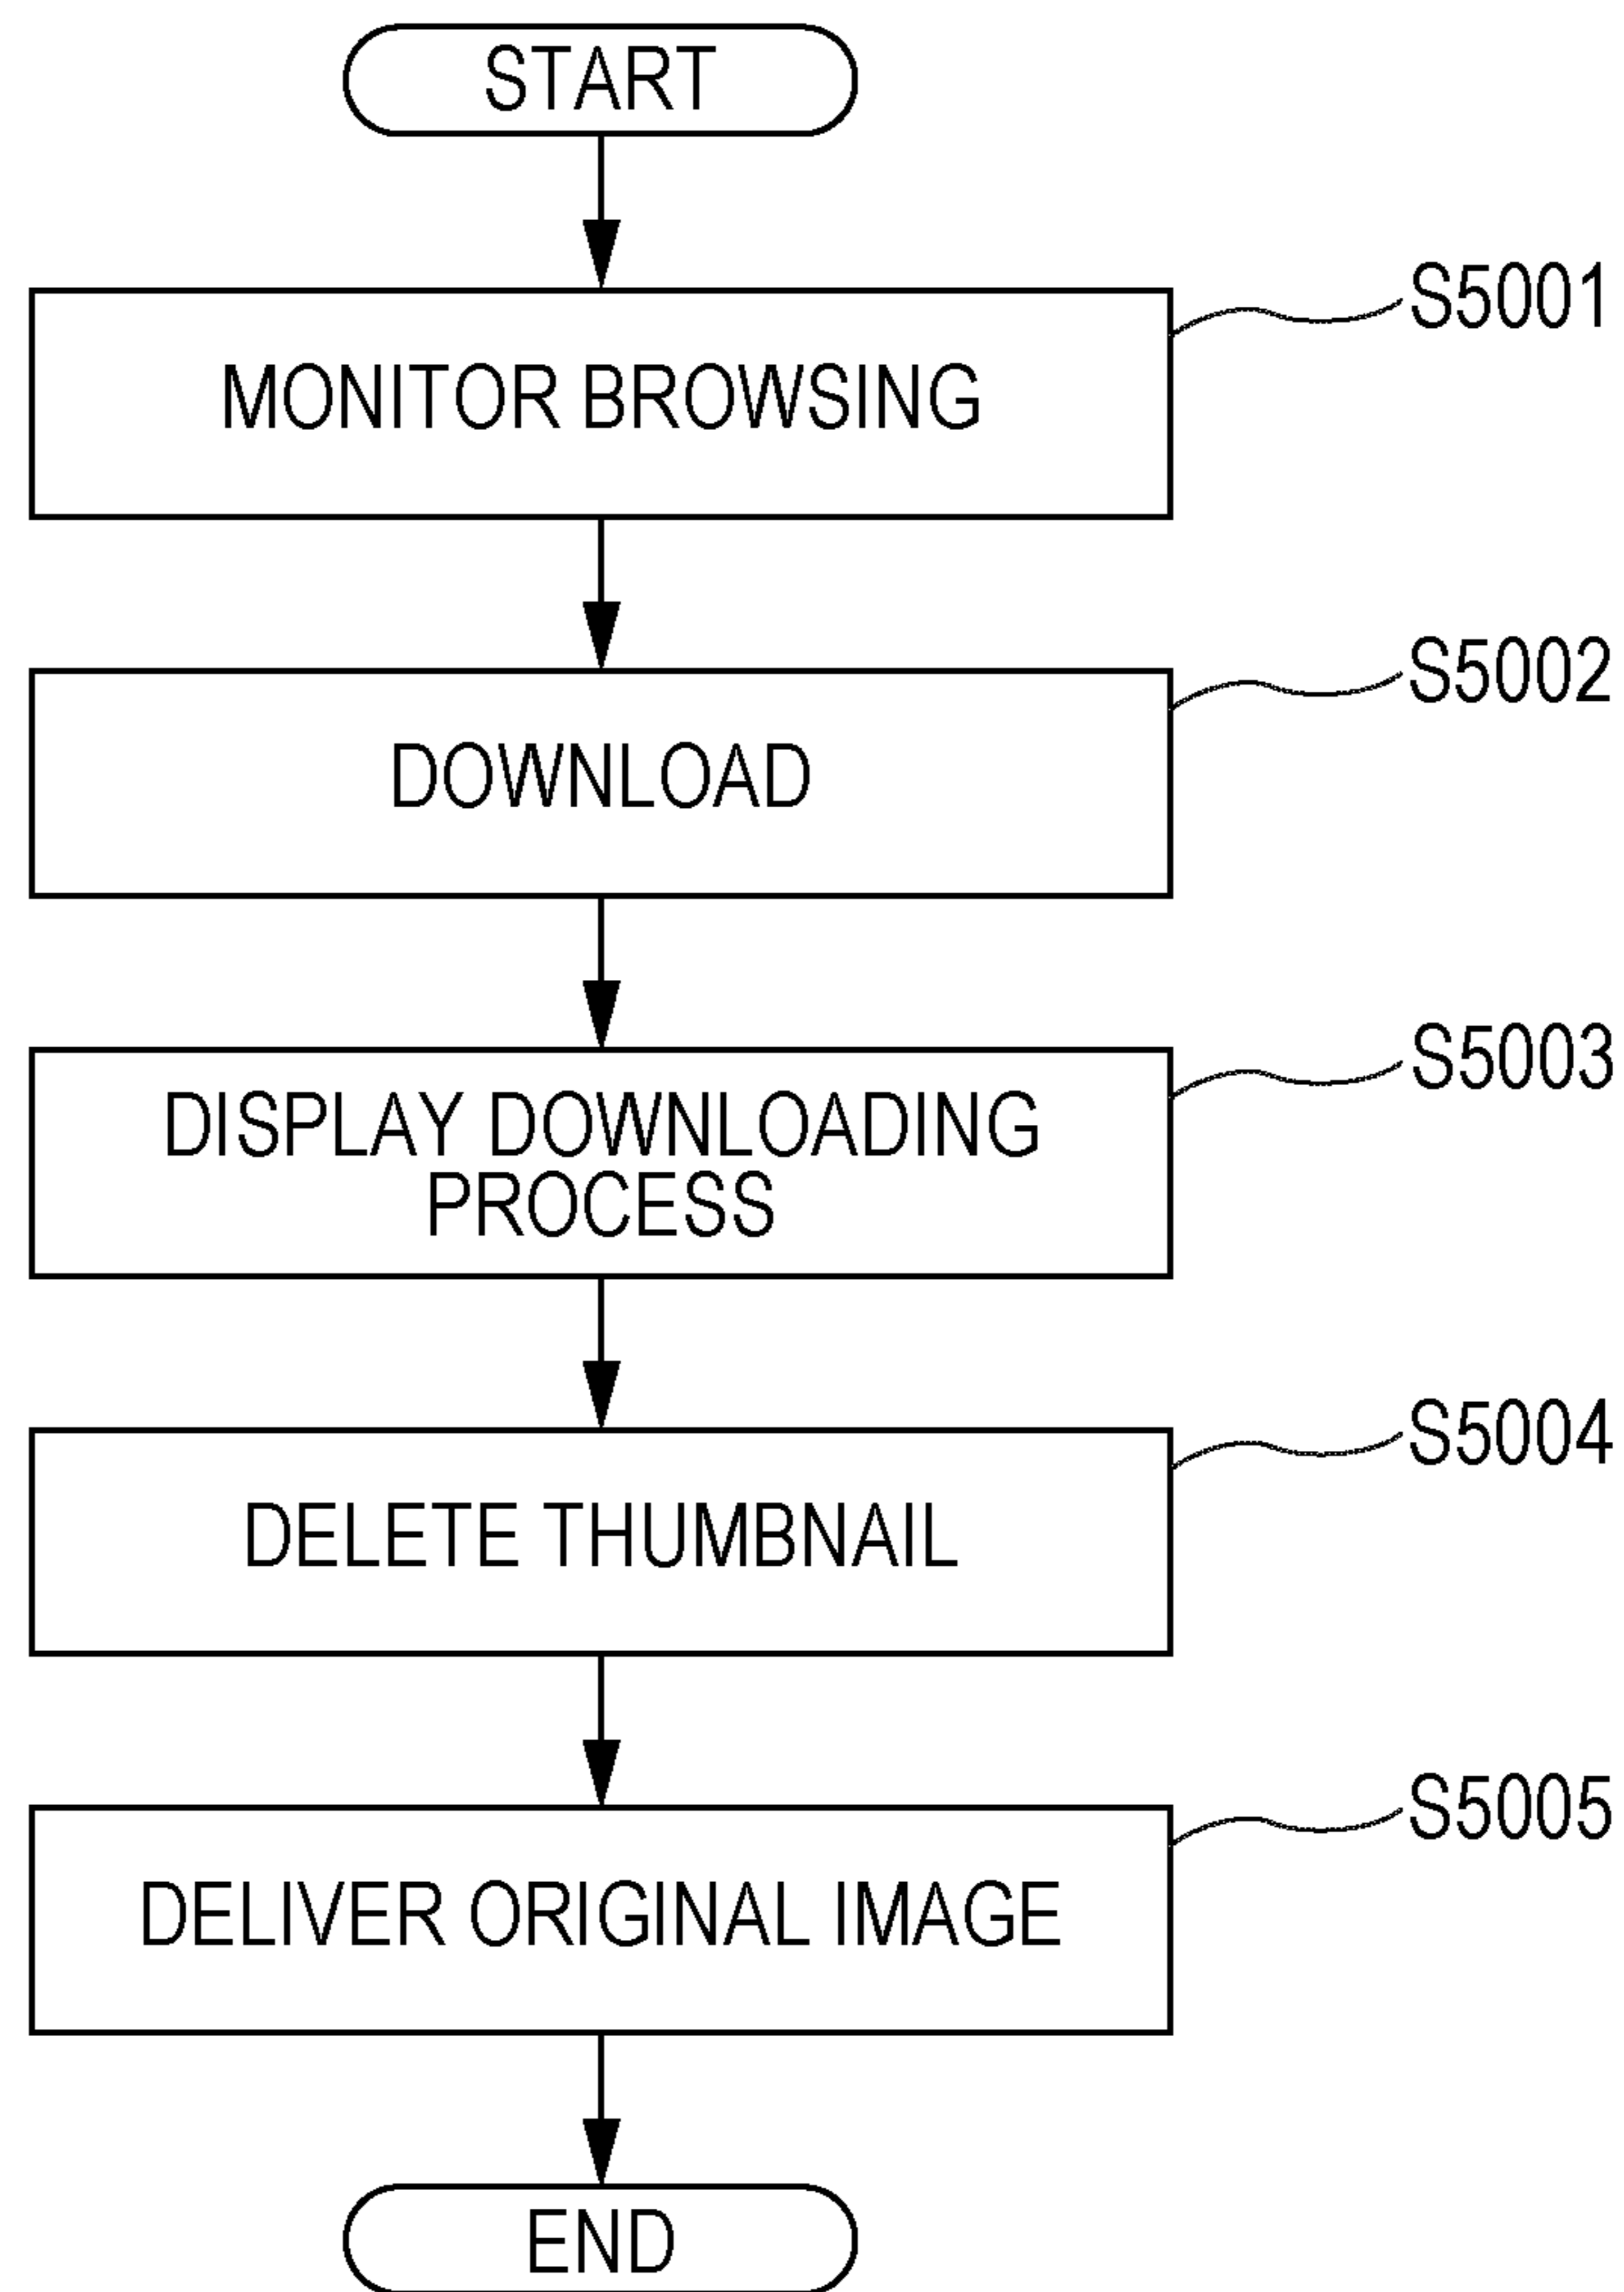 START
S5001
MONITOR BROWSING
S5002
DOWNLOAD
S5003
DISPLAY DOWNLOADING
PROCESS
S5004
DELETE THUMBNAIL
S5005
DELIVER ORIGINAL IMAGE
END